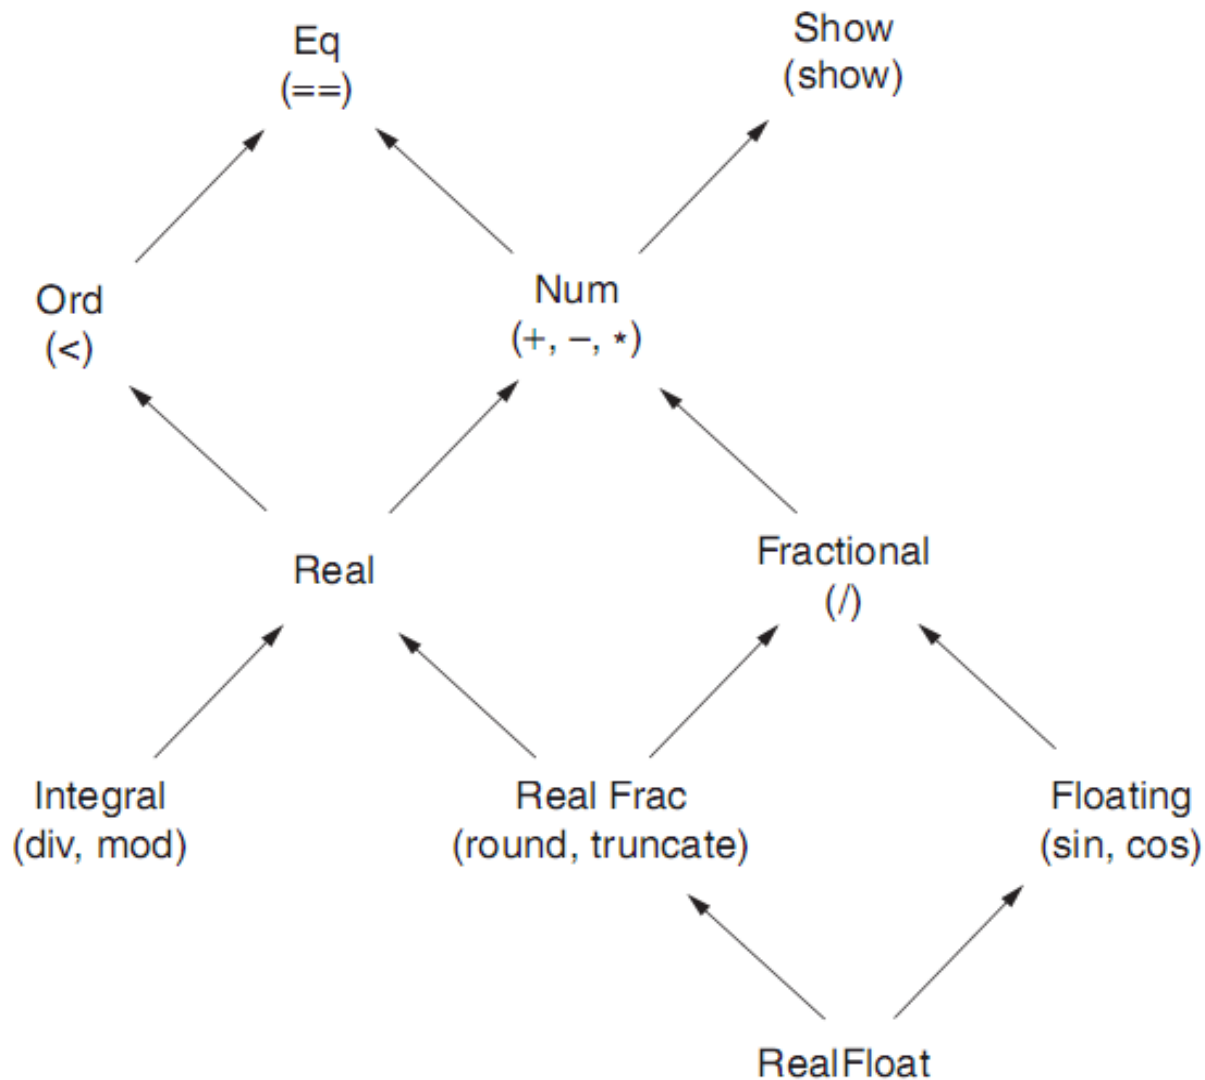 Eq
(==)
Show
(show)
Ord
(<)
Num
(+, –, *)
Real
Fractional
(/)
Integral
(div, mod)
Real Frac
(round, truncate)
Floating
(sin, cos)
RealFloat